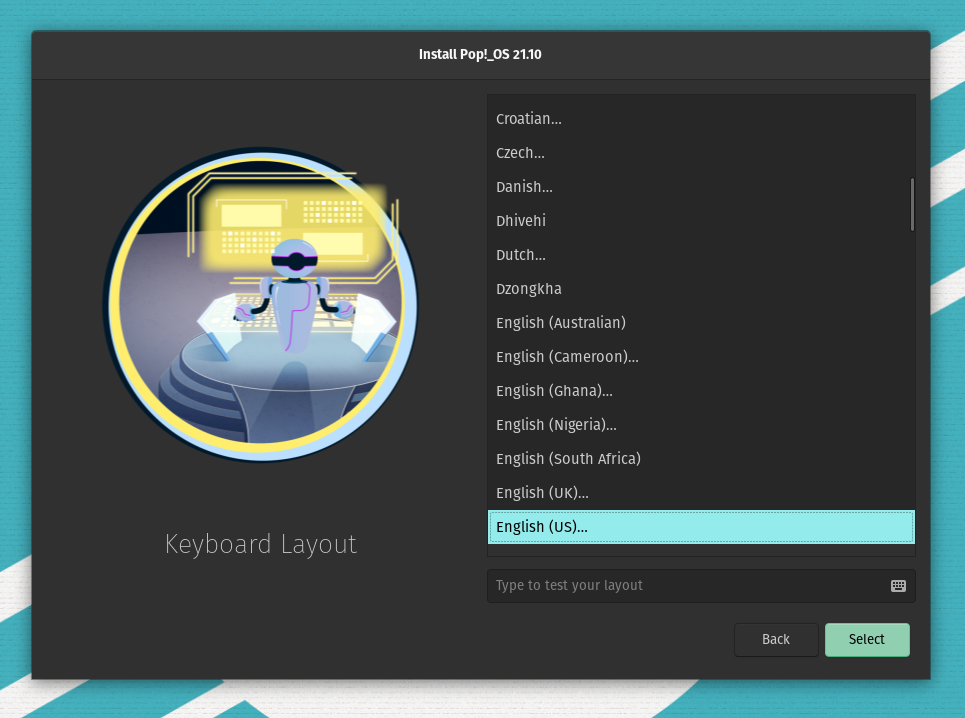 Install Pop!_OS 21.10
Croatian...
Czech...
Danish...
Dhivehi
Dutch...
Dzongkha
English (Australian)
English (Cameroon)...
English (Ghana)...
English (Nigeria)...
English (South Africa)
English (UK)...
English (US)...
Keyboard Layout
Type to test your layout
Back
Select